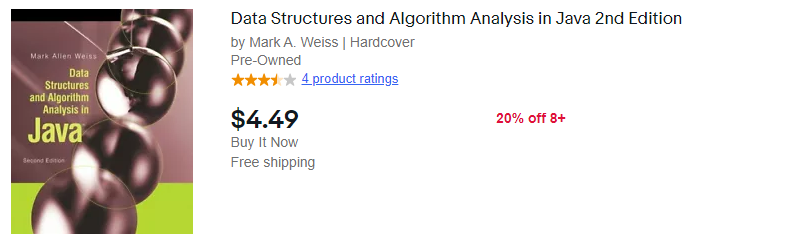 Mark Allen Weiss
Data
Structures
and Algorithm
Analysis in
Java
Second Edition
Data Structures and Algorithm Analysis in Java 2nd Edition
by Mark A. Weiss | Hardcover
Pre-Owned
4 product ratings
$4.49
20% off 8+
Buy It Now
Free shipping